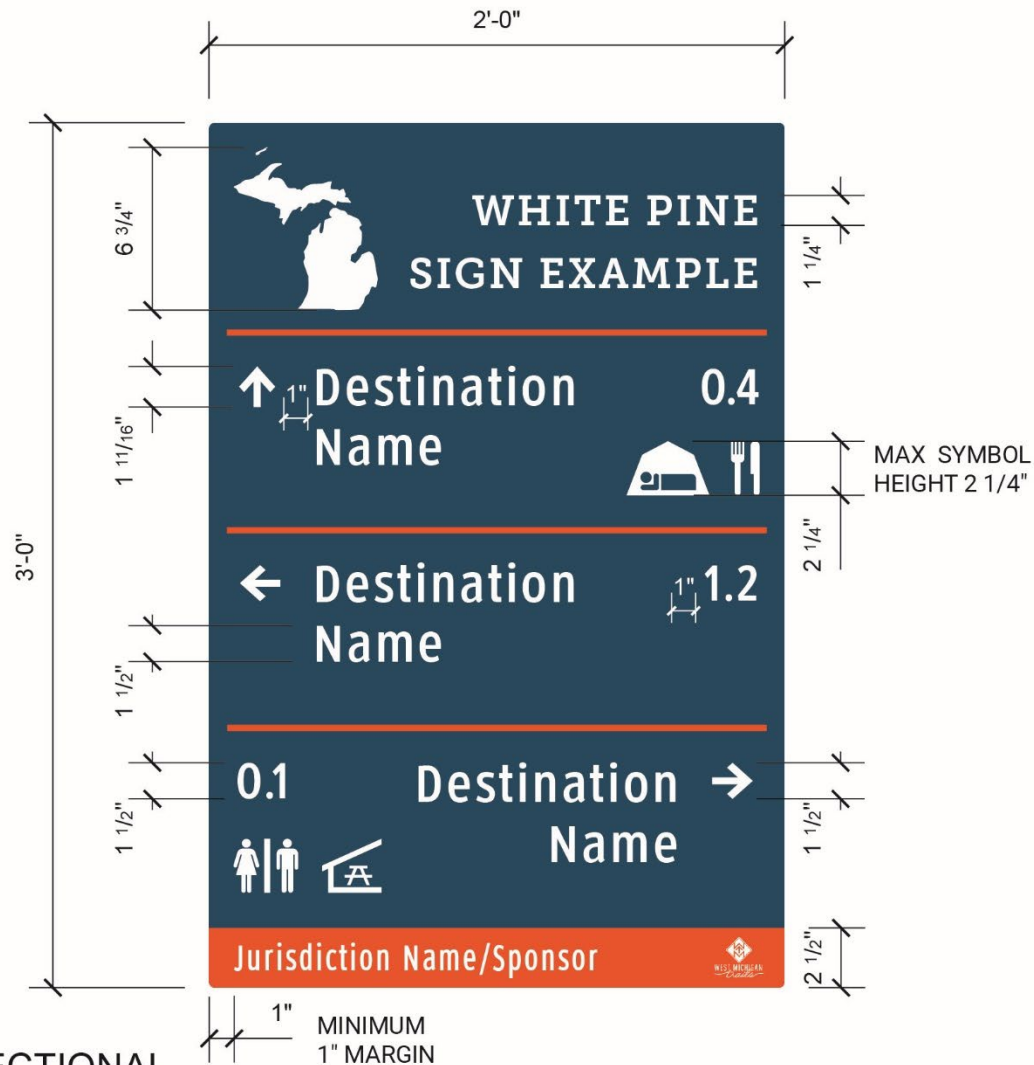 2'-0"
WHITE PINE
SIGN EXAMPLE
6 3/4"
1 1/4"
3'-0"
1 11/16"
1"
Destination
Name
0.4
MAX SYMBOL
HEIGHT 2 1/4"
2 1/4"
Destination
Name
1"
1.2
1 1/2"
0.1
Destination
Name
1 1/2"
1 1/2"
Jurisdiction Name/Sponsor
WEST MICHIGAN
Trails
2 1/2"
1"
MINIMUM
1" MARGIN